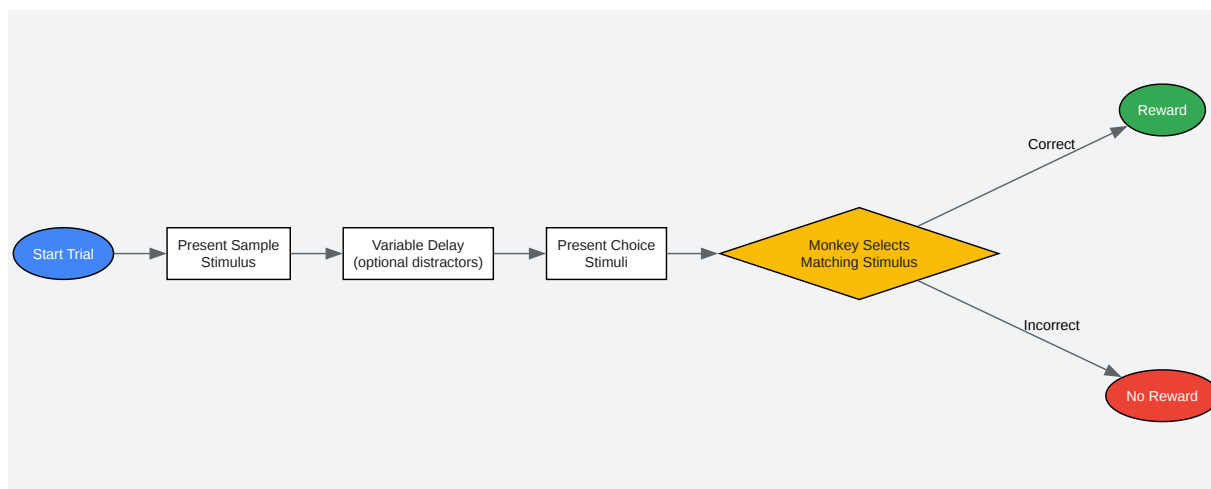 Start Trial
Present Sample
Stimulus
Variable Delay
(optional distractors)
Present Choice
Stimuli
Monkey Selects
Matching Stimulus
Correct
Reward
Incorrect
No Reward